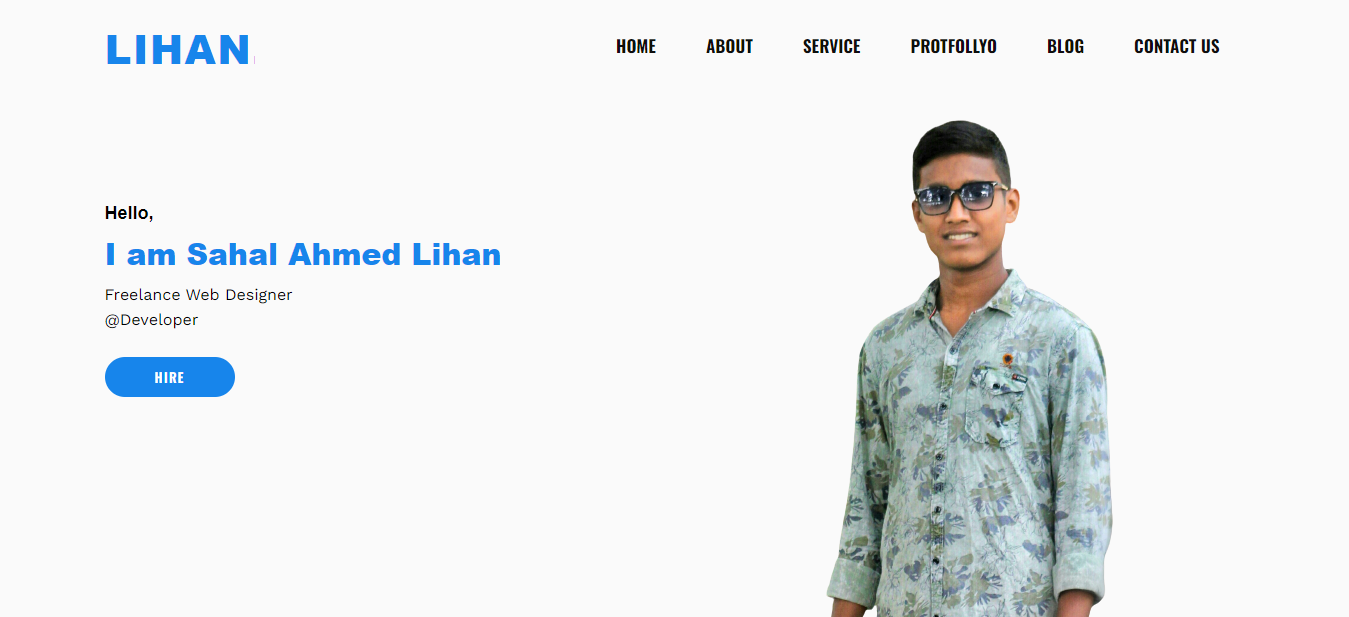 LIHAN
HOME ABOUT SERVICE PROTFOLLYO BLOG CONTACT US
Hello,
I am Sahal Ahmed Lihan
Freelance Web Designer
@Developer
HIRE